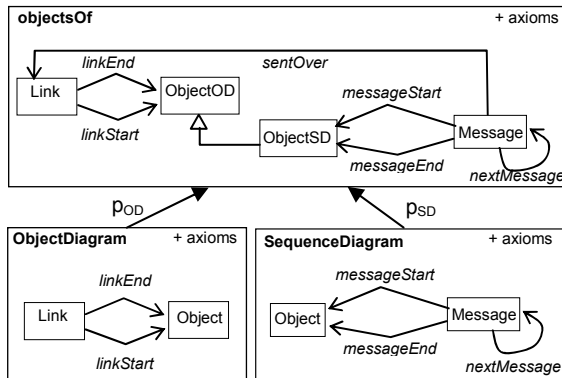 objectsOf + axioms
linkEnd sentOver
messageStart
Link ObjectOD
ObjectSD Message
linkStart
messageEnd
nextMessage
pOD pSD
ObjectDiagram + axioms
SequenceDiagram + axioms
linkEnd
messageStart
Link Object
Object Message
linkStart
messageEnd
nextMessage